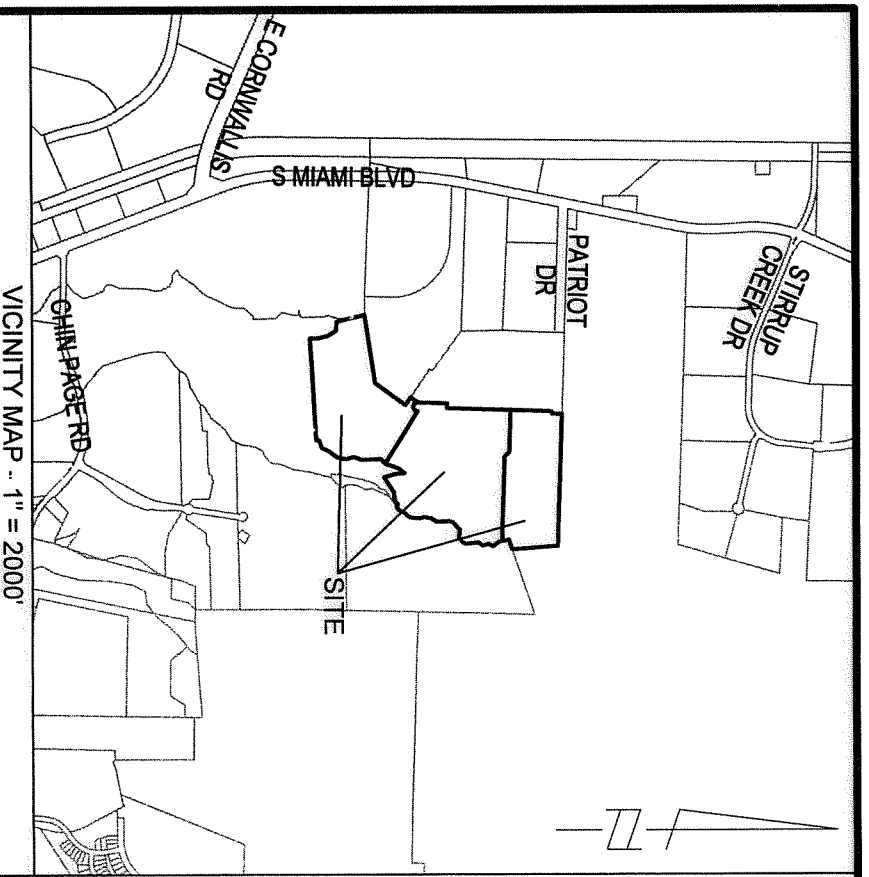 E CORNWALLIS
RD
S MIAMI BLVD
PATRIOT
DR
STIRRUP
CREEK DR
CHIN PAGE RD
SITE
N
VICINITY MAP - 1" = 2000'